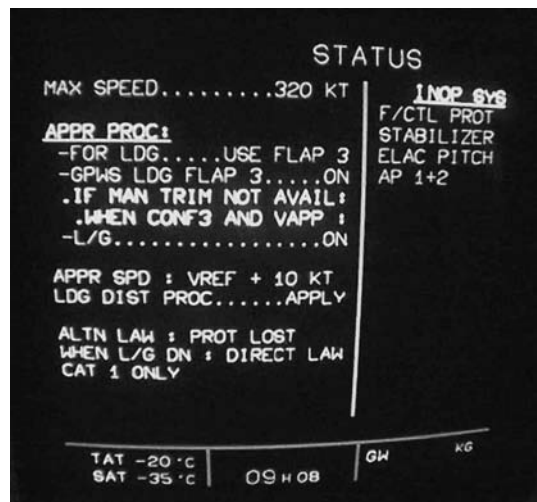 STATUS
MAX SPEED.........320 KT
APPR PROC:
-FOR LDG.....USE FLAP 3
-GPWS LDG FLAP 3.....ON
.IF MAN TRIM NOT AVAIL:
.WHEN CONF3 AND VAPP :
-L/G.................ON
APPR SPD : VREF + 10 KT
LDG DIST PROC......APPLY
ALTN LAW : PROT LOST
WHEN L/G DN : DIRECT LAW
CAT 1 ONLY
INOP SYS
F/CTL PROT
STABILIZER
ELAC PITCH
AP 1+2
TAT -20 °C
SAT -35 °C
09 H 08
GW KG